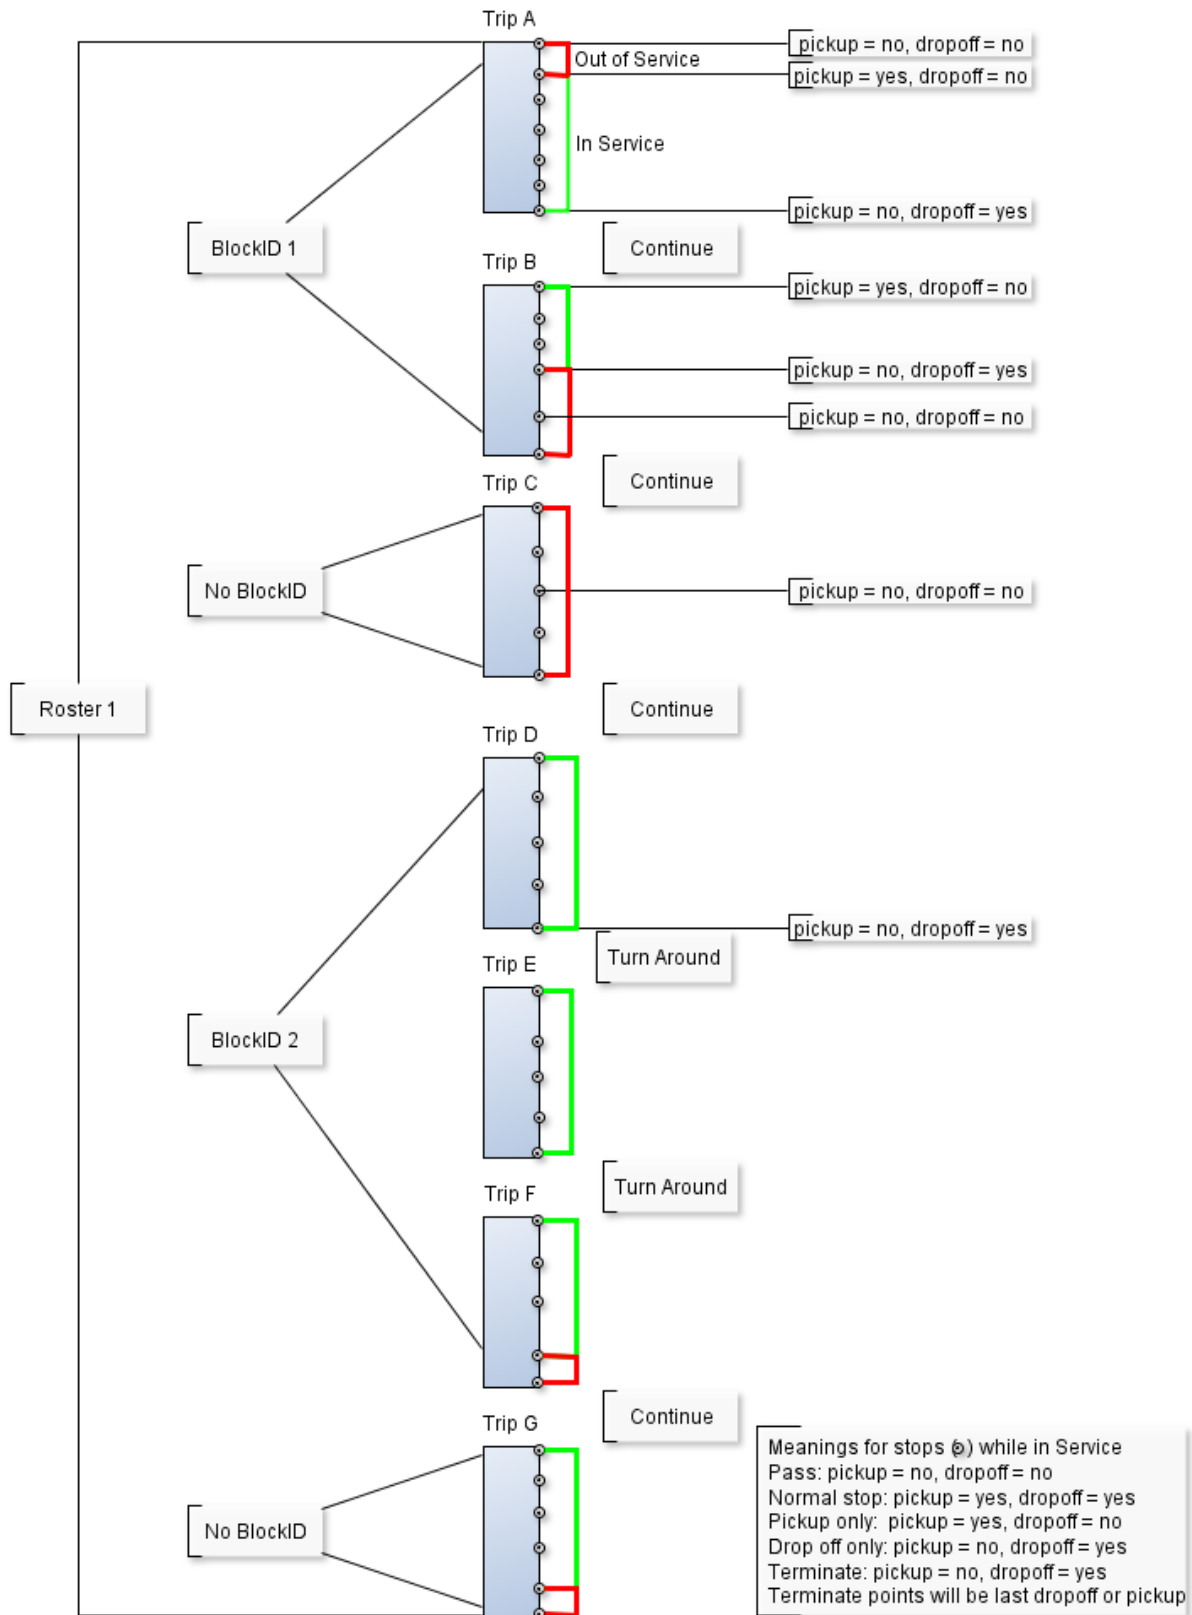 Trip A
pickup = no, dropoff = no
Out of Service
pickup = yes, dropoff = no
In Service
pickup = no, dropoff = yes
BlockID 1
Continue
Trip B
pickup = yes, dropoff = no
pickup = no, dropoff = yes
pickup = no, dropoff = no
Continue
Trip C
No BlockID
pickup = no, dropoff = no
Roster 1
Continue
Trip D
pickup = no, dropoff = yes
Turn Around
Trip E
BlockID 2
Turn Around
Trip F
Continue
Trip G
No BlockID
Meanings for stops ( ) while in Service
Pass: pickup = no, dropoff = no
Normal stop: pickup = yes, dropoff = yes
Pickup only: pickup = yes, dropoff = no
Drop off only: pickup = no, dropoff = yes
Terminate: pickup = no, dropoff = yes
Terminate points will be last dropoff or pickup